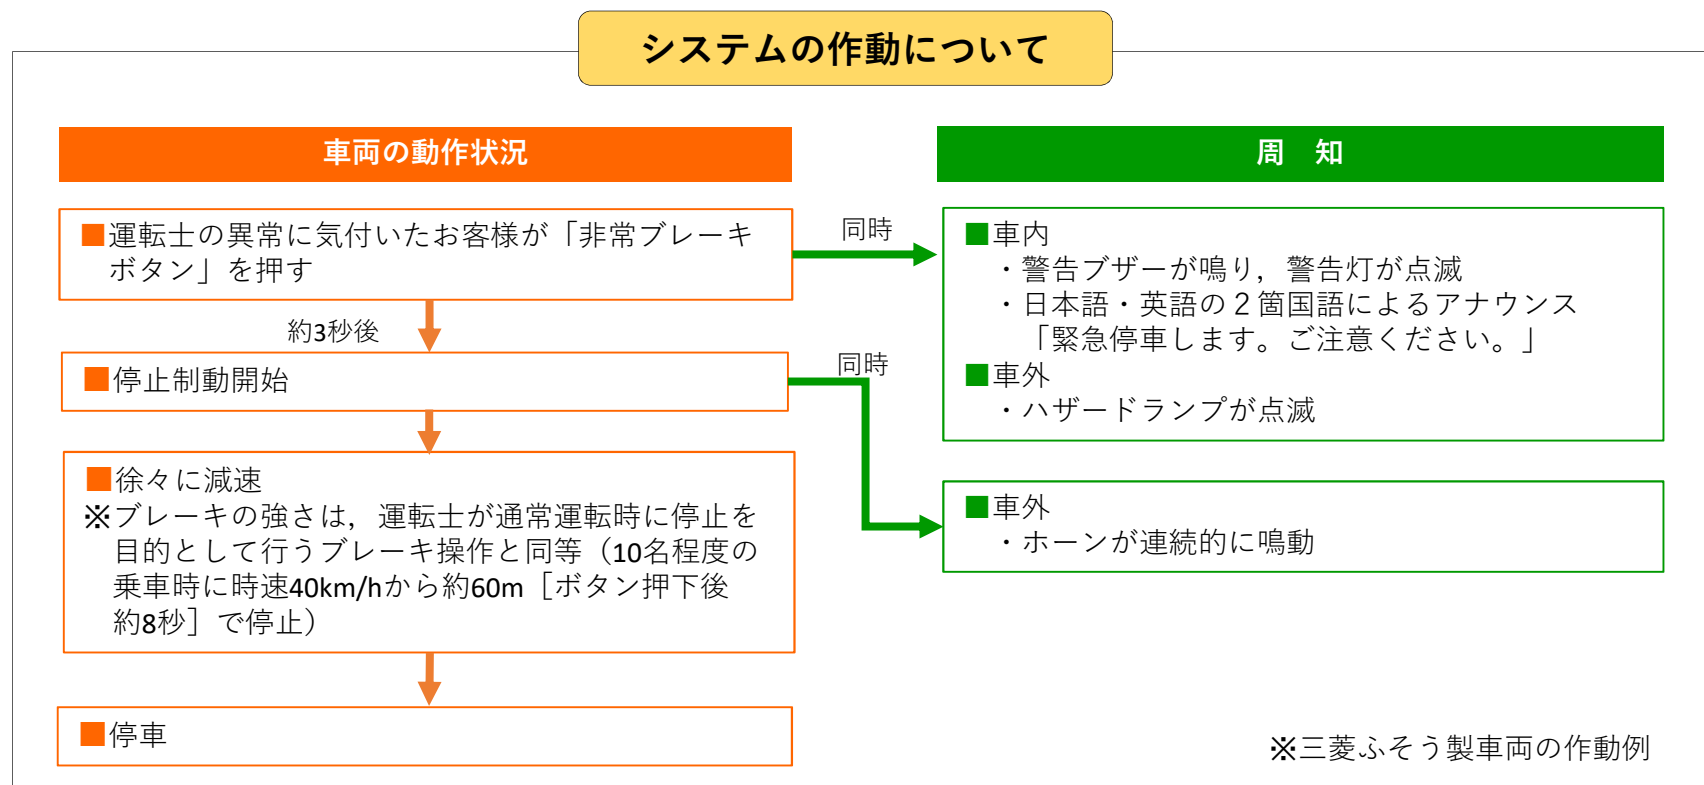 システムの作動について
車両の動作状況
■運転士の異常に気付いたお客様が「非常ブレーキ
ボタン」を押す
約3秒後
■停止制動開始
■徐々に減速
※ブレーキの強さは，運転士が通常運転時に停止を
目的として行うブレーキ操作と同等（10名程度の
乗車時に時速40km/hから約60m［ボタン押下後
約8秒］で停止）
■停車
同時
同時
周　知
■車内
・警告ブザーが鳴り，警告灯が点滅
・日本語・英語の２箇国語によるアナウンス
「緊急停車します。ご注意ください。」
■車外
・ハザードランプが点滅
■車外
・ホーンが連続的に鳴動
※三菱ふそう製車両の作動例